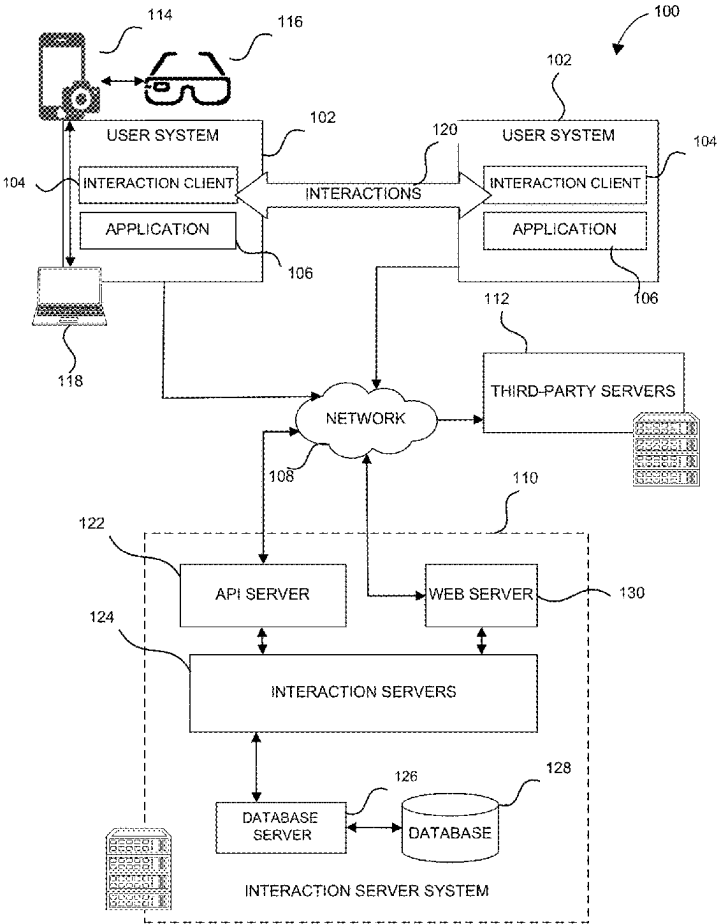 100
114
116
102
102
USER SYSTEM
120
USER SYSTEM
104
INTERACTION CLIENT
INTERACTIONS
INTERACTION CLIENT
104
APPLICATION
APPLICATION
106
106
118
112
THIRD-PARTY SERVERS
NETWORK
108
110
122
API SERVER
WEB SERVER
130
124
INTERACTION SERVERS
126
128
DATABASE
SERVER
DATABASE
INTERACTION SERVER SYSTEM